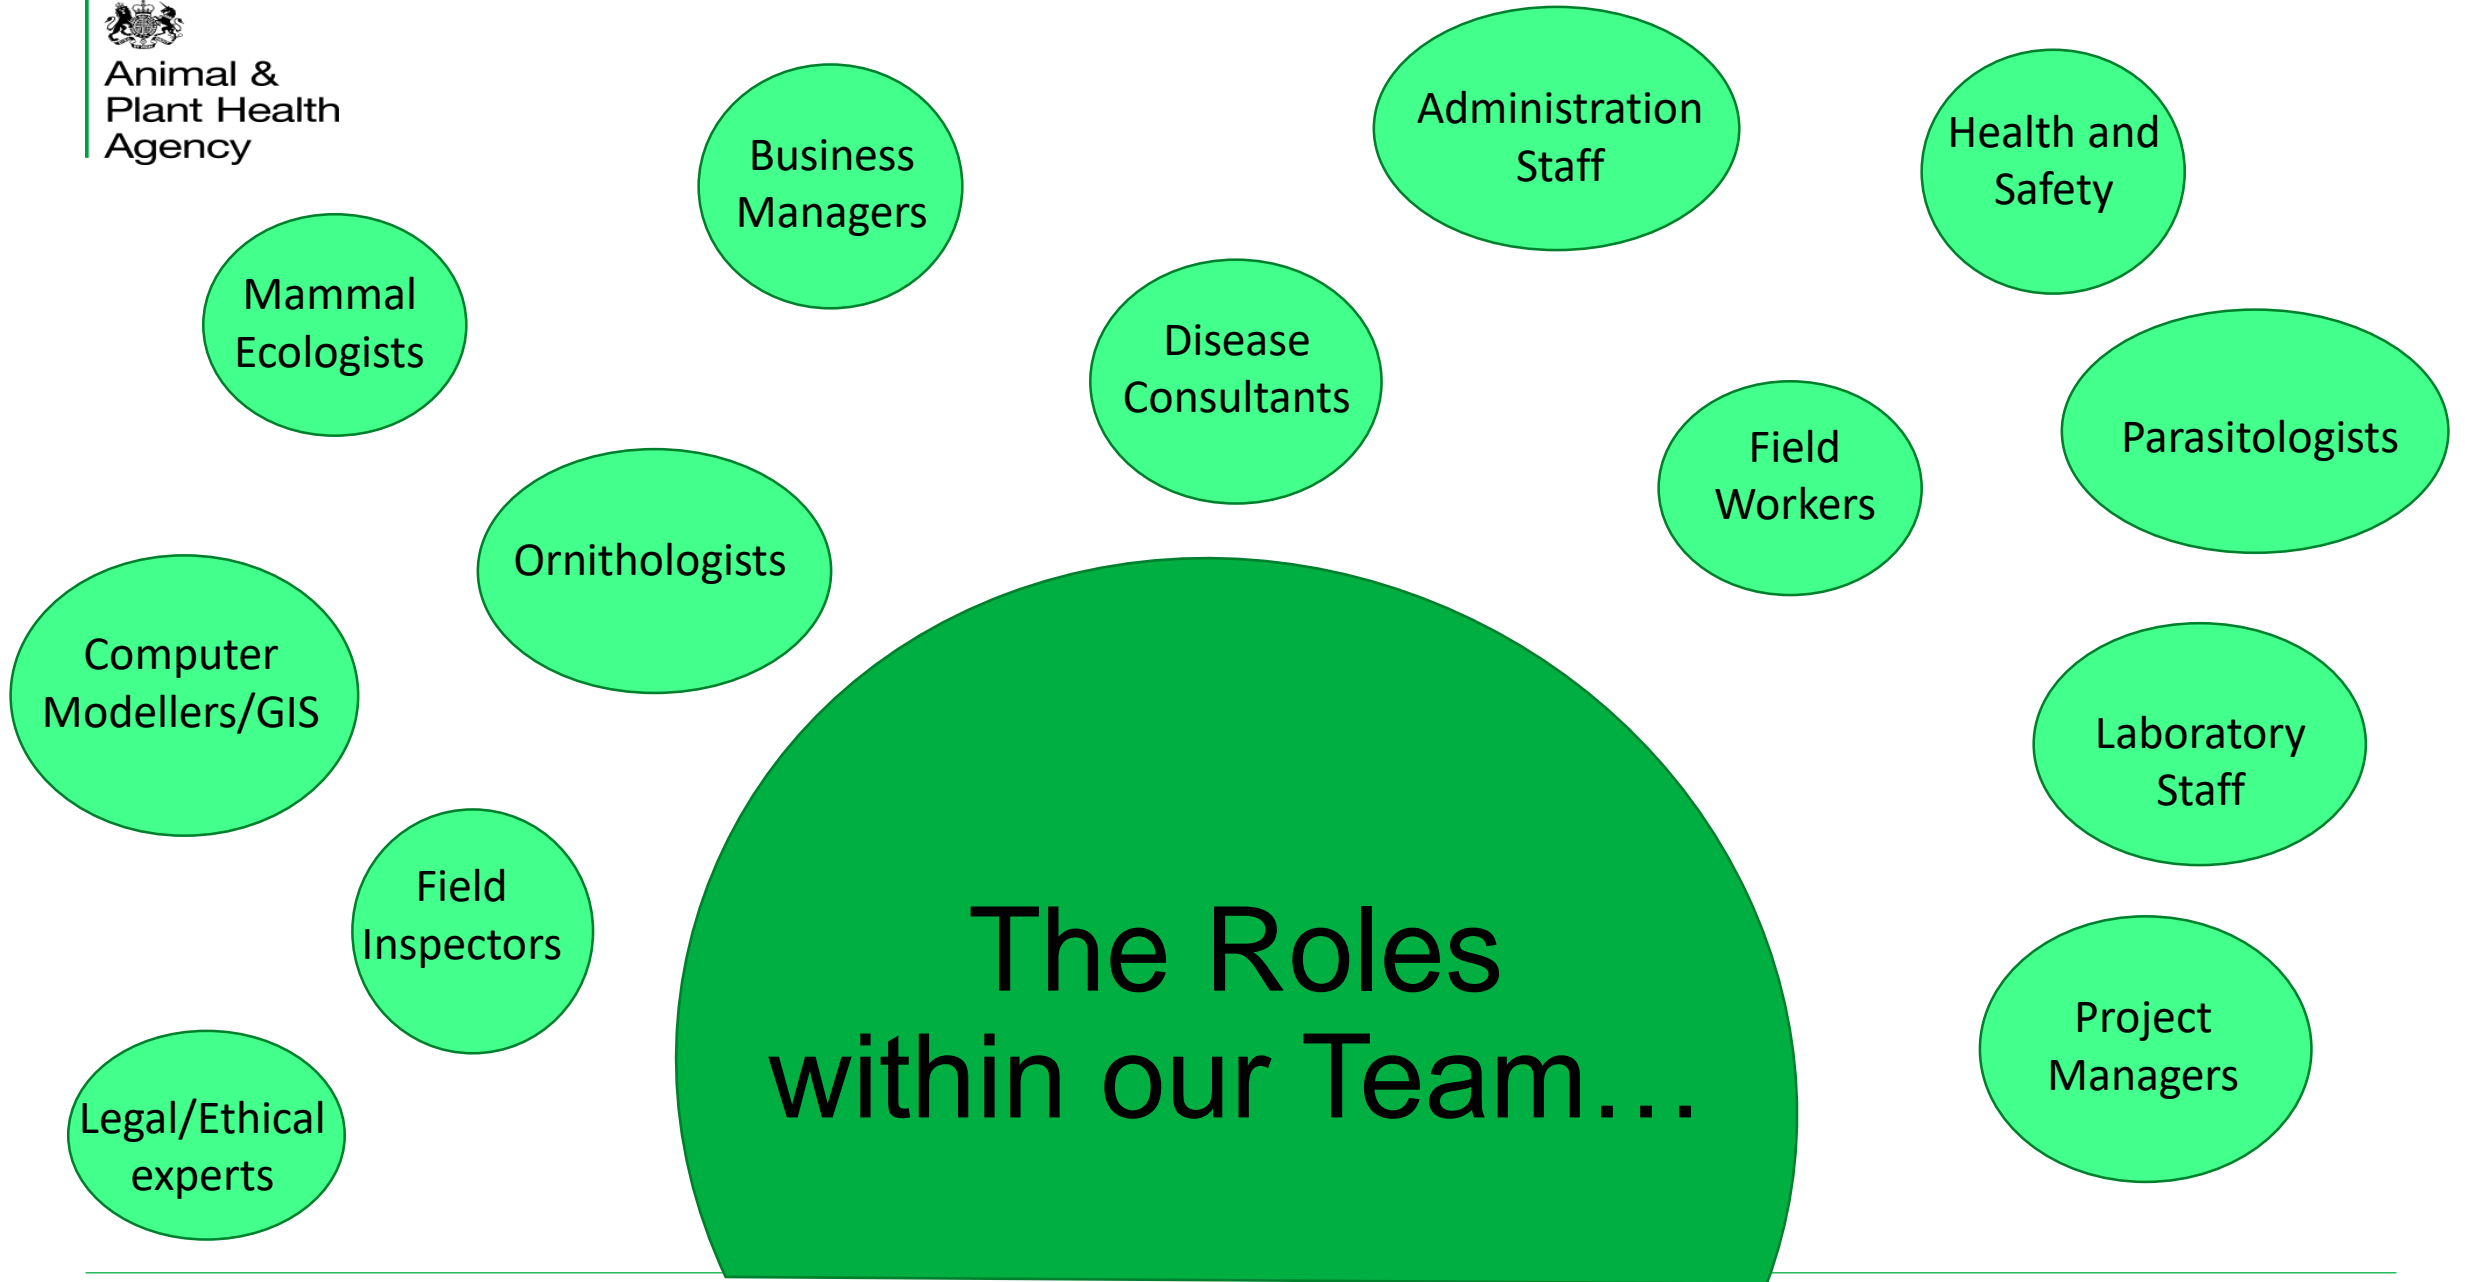 Animal &
Plant Health
Agency
Business
Managers
Administration
Staff
Health and
Safety
Mammal
Ecologists
Disease
Consultants
Field
Workers
Parasitologists
Ornithologists
Computer
Modellers/GIS
Laboratory
Staff
Field
Inspectors
The Roles
within our Team…
Project
Managers
Legal/Ethical
experts